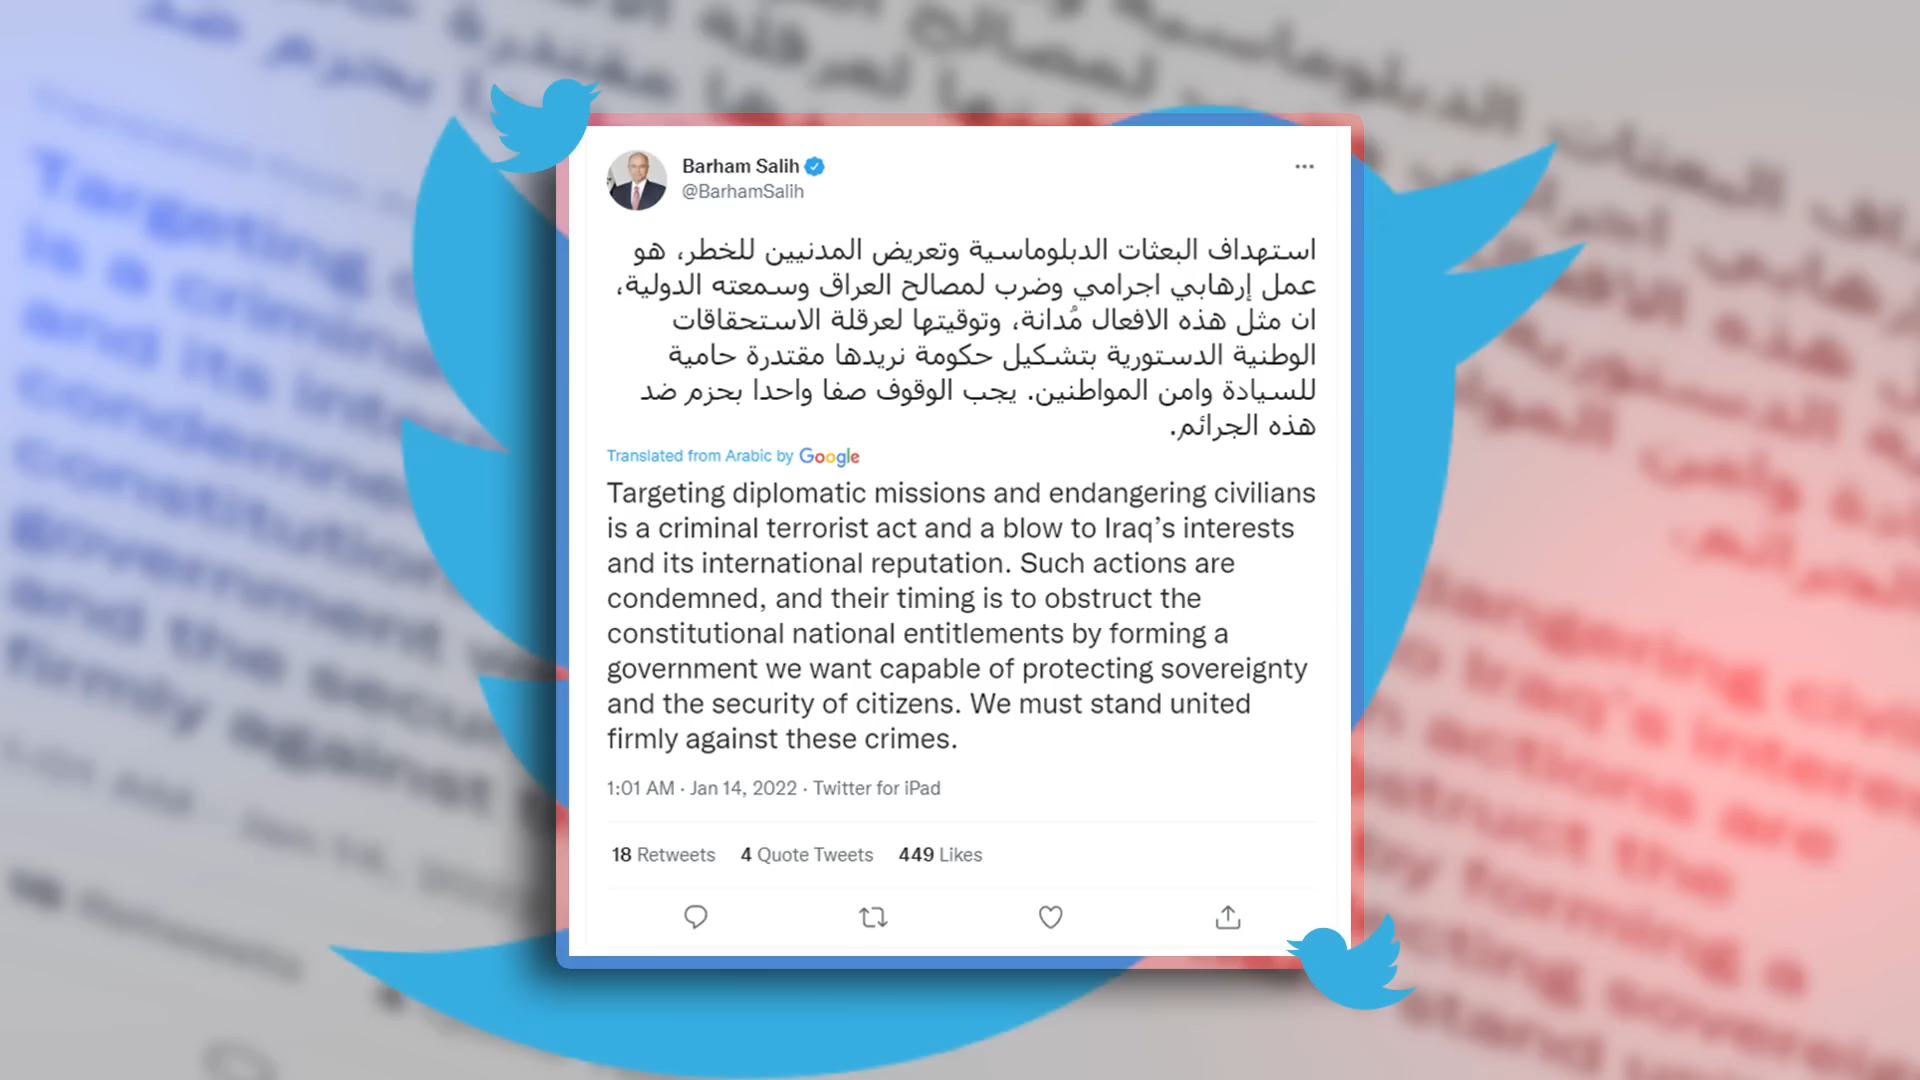 Barham Salih
@BarhamSalih
استهداف البعثات الدبلوماسية وتعريض المدنيين للخطر، هو
عمل إرهابي اجرامي وضرب لمصالح العراق وسمعته الدولية،
ان مثل هذه الافعال مُدانة، وتوقيتها لعرقلة الاستحقاقات
الوطنية الدستورية بتشكيل حكومة نريدها مقتدرة حامية
للسيادة وامن المواطنين. يجب الوقوف صفا واحدا بحزم ضد
هذه الجرائم.
Translated from Arabic by Google
Targeting diplomatic missions and endangering civilians
is a criminal terrorist act and a blow to Iraq’s interests
and its international reputation. Such actions are
condemned, and their timing is to obstruct the
constitutional national entitlements by forming a
government we want capable of protecting sovereignty
and the security of citizens. We must stand united
firmly against these crimes.
1:01 AM · Jan 14, 2022 · Twitter for iPad
18 Retweets 4 Quote Tweets 449 Likes